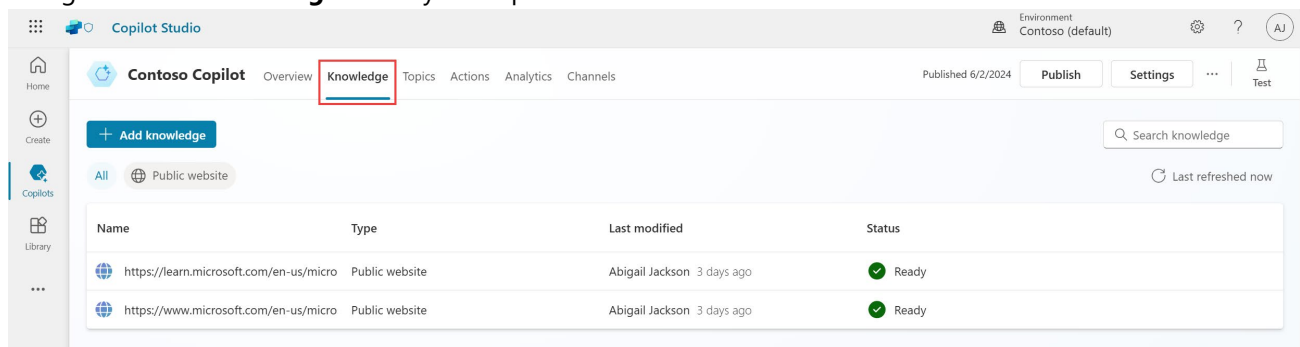 Copilot Studio
Environment
Contoso (default)
?
AJ
Home
Contoso Copilot Overview Knowledge Topics Actions Analytics Channels
Published 6/2/2024 Publish Settings ... Test
Create
+ Add knowledge
Search knowledge
All Public website
Last refreshed now
Copilots
Library
...
Name Type Last modified Status
https://learn.microsoft.com/en-us/micro Public website Abigail Jackson 3 days ago Ready
https://www.microsoft.com/en-us/micro Public website Abigail Jackson 3 days ago Ready